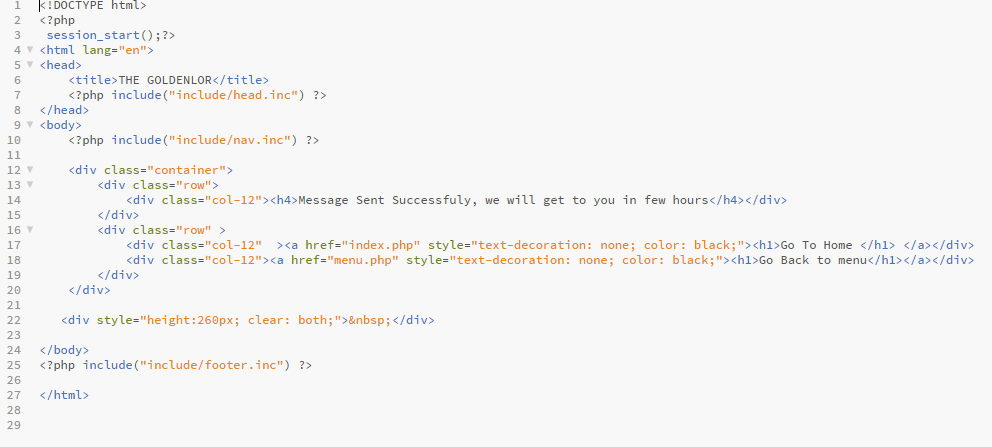 1 <!DOCTYPE html>
2 <?php
3  session_start();?>
4 <html lang="en">
5 <head>
6     <title>THE GOLDENLOR</title>
7     <?php include("include/head.inc") ?>
8 </head>
9 <body>
10     <?php include("include/nav.inc") ?>
11
12     <div class="container">
13         <div class="row">
14             <div class="col-12"><h4>Message Sent Successfuly, we will get to you in few hours</h4></div>
15         </div>
16         <div class="row" >
17             <div class="col-12"  ><a href="index.php" style="text-decoration: none; color: black;"><h1>Go To Home </h1> </a></div>
18             <div class="col-12"><a href="menu.php" style="text-decoration: none; color: black;"><h1>Go Back to menu</h1></a></div>
19         </div>
20     </div>
21
22    <div style="height:260px; clear: both;">&nbsp;</div>
23
24 </body>
25 <?php include("include/footer.inc") ?>
26
27 </html>
28
29